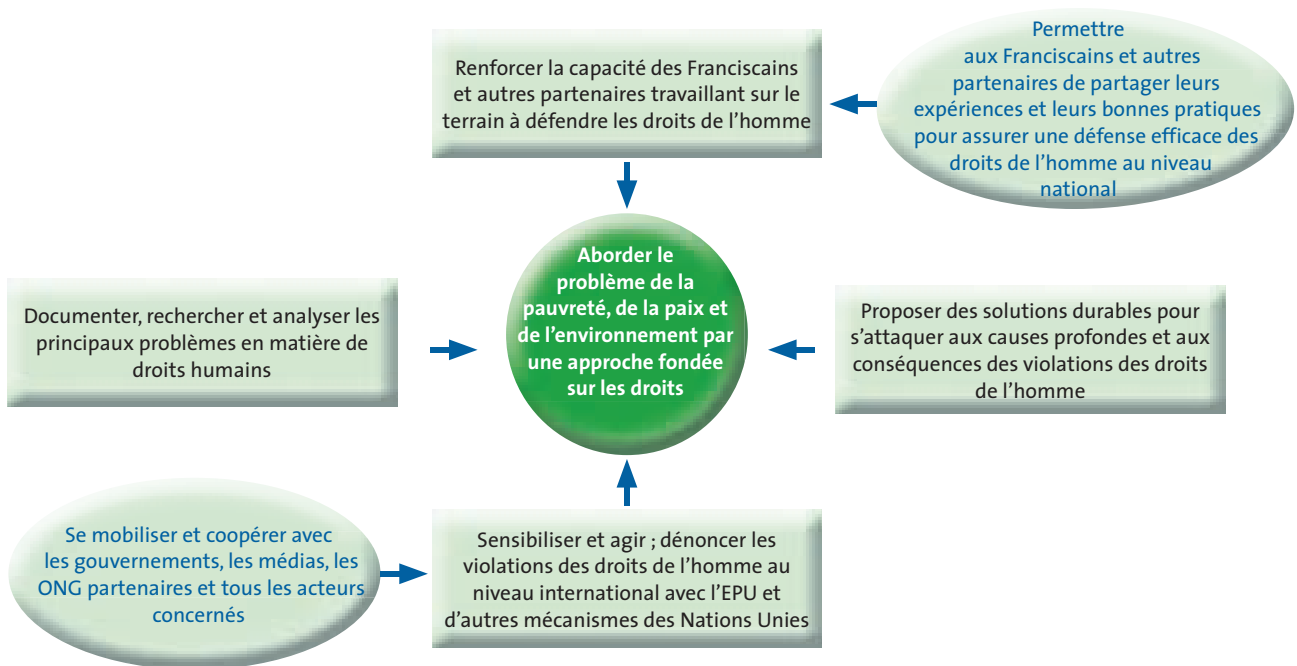 Renforcer la capacité des Franciscains
et autres partenaires travaillant sur le
terrain à défendre les droits de l’homme
Permettre
aux Franciscains et autres
partenaires de partager leurs
expériences et leurs bonnes pratiques
pour assurer une défense efficace des
droits de l’homme au niveau
national
Aborder le
problème de la
pauvreté, de la paix et
de l’environnement par
une approche fondée
sur les droits
Documenter, rechercher et analyser les
principaux problèmes en matière de
droits humains
Proposer des solutions durables pour
s’attaquer aux causes profondes et aux
conséquences des violations des droits
de l’homme
Se mobiliser et coopérer avec
les gouvernements, les médias, les
ONG partenaires et tous les acteurs
concernés
Sensibiliser et agir ; dénoncer les
violations des droits de l’homme au
niveau international avec l’EPU et
d’autres mécanismes des Nations Unies